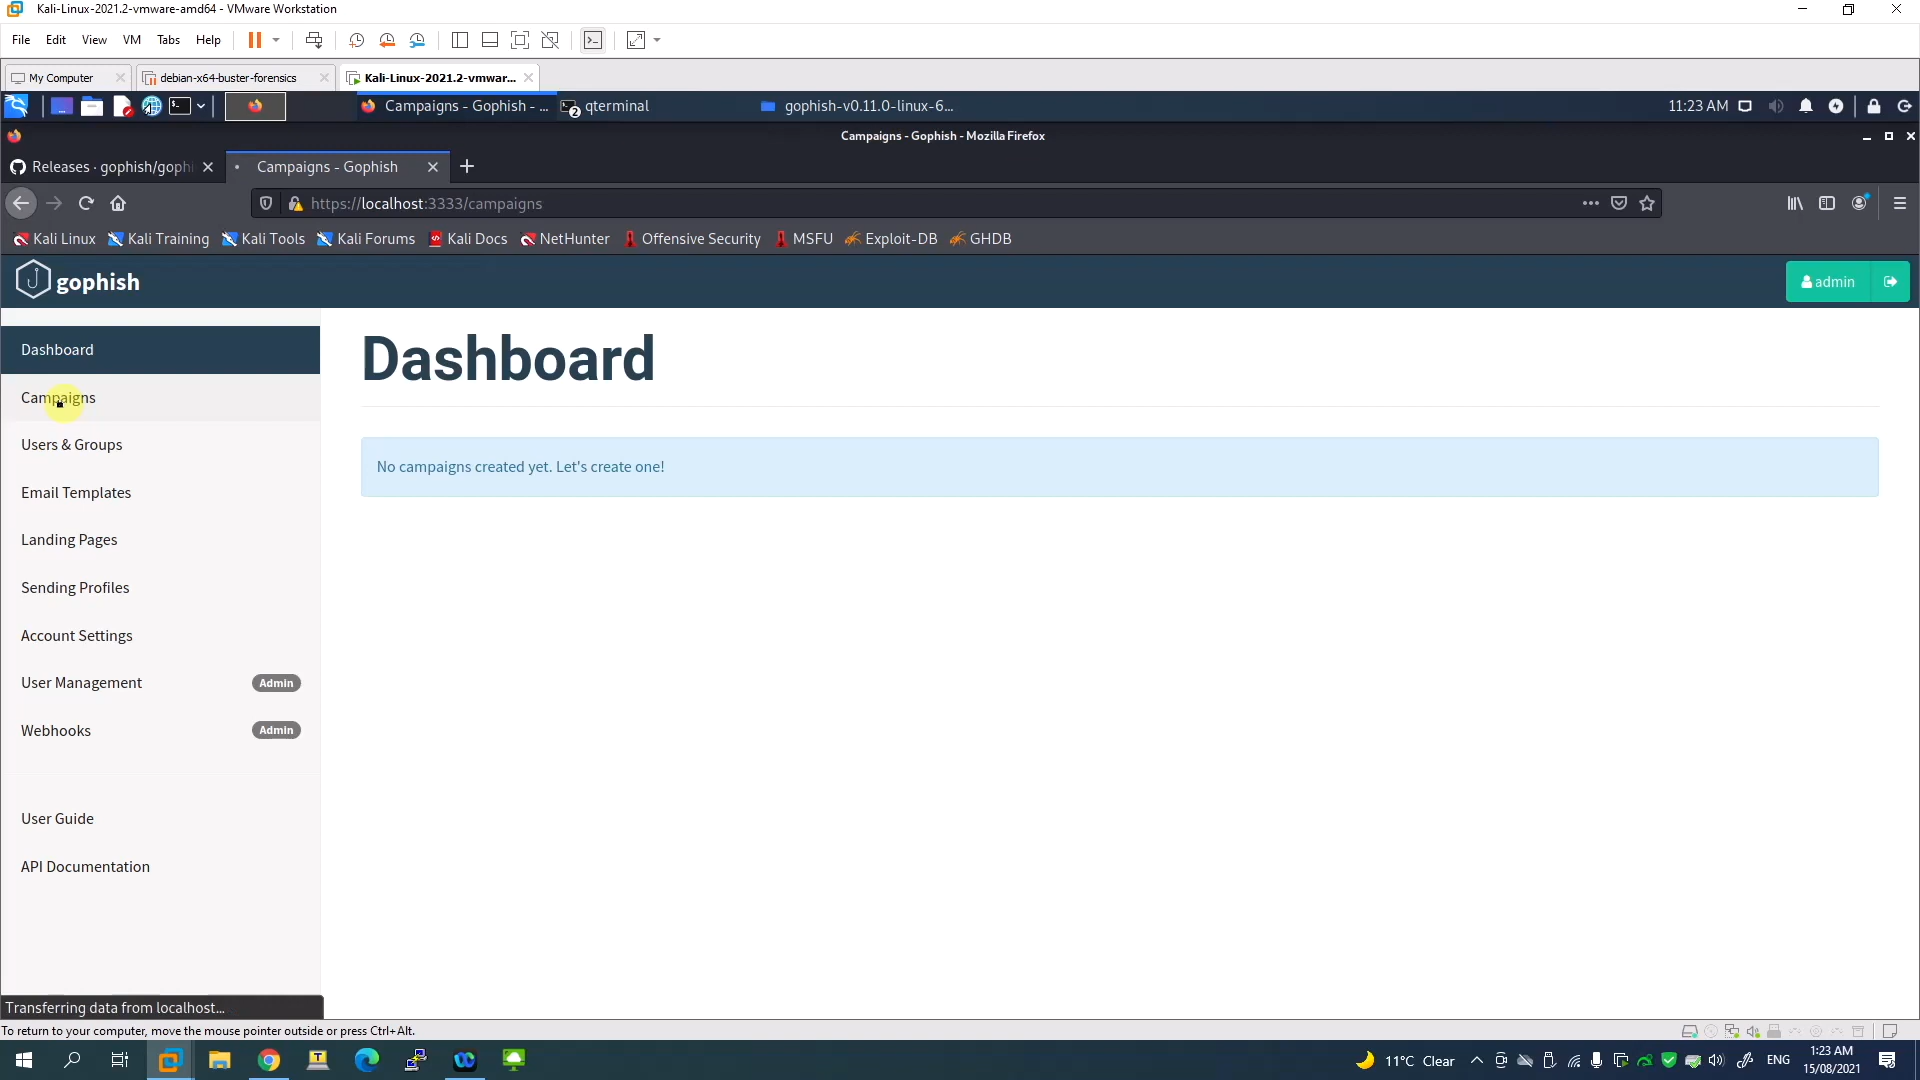 Kali-Linux-2021.2-vmware-amd64 - VMware Workstation
File Edit View VM Tabs Help
My Computer debian-x64-buster-forensics Kali-Linux-2021.2-vmwar...
Campaigns - Gophish - ... 2 qterminal gophish-v0.11.0-linux-6... 11:23 AM
Campaigns - Gophish - Mozilla Firefox
Releases · gophish/gophi Campaigns - Gophish
https://localhost:3333/campaigns
Kali Linux Kali Training Kali Tools Kali Forums Kali Docs NetHunter Offensive Security MSFU Exploit-DB GHDB
gophish admin
Dashboard
Campaigns
Users & Groups
Email Templates
Landing Pages
Sending Profiles
Account Settings
User Management Admin
Webhooks Admin
User Guide
API Documentation
Dashboard
No campaigns created yet. Let's create one!
Transferring data from localhost...
To return to your computer, move the mouse pointer outside or press Ctrl+Alt.
11°C Clear ENG 1:23 AM
15/08/2021